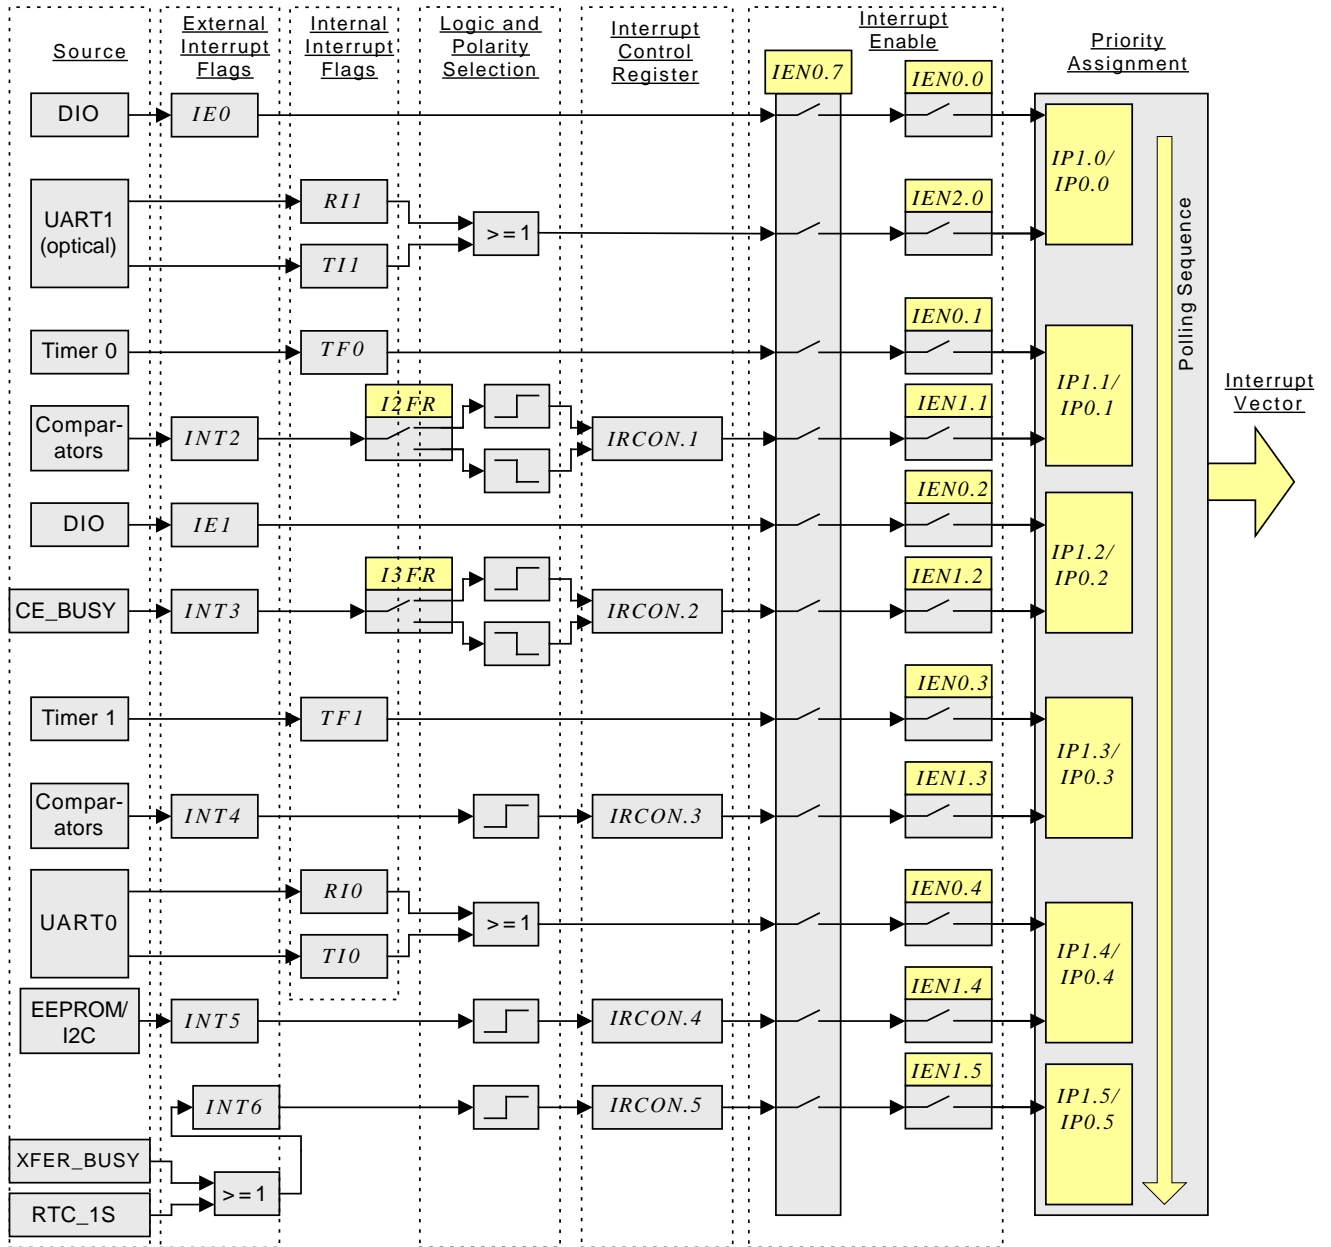 Source
External
Interrupt
Flags
Internal
Interrupt
Flags
Logic and
Polarity
Selection
Interrupt
Control
Register
Interrupt
Enable
Priority
Assignment
IEN0.7
IEN0.0
DIO
IE0
IP1.0/
IP0.0
UART1
(optical)
RI1
TI1
>=1
IEN2.0
Polling Sequence
Timer 0
TF0
IEN0.1
IP1.1/
IP0.1
Compar-
ators
INT2
I2FR
IRCON.1
IEN1.1
Interrupt
Vector
DIO
IE1
IEN0.2
IP1.2/
IP0.2
CE_BUSY
INT3
I3FR
IRCON.2
IEN1.2
Timer 1
TF1
IEN0.3
IP1.3/
IP0.3
Compar-
ators
INT4
IRCON.3
IEN1.3
UART0
RI0
TI0
>=1
IEN0.4
IP1.4/
IP0.4
EEPROM/
I2C
INT5
IRCON.4
IEN1.4
INT6
IRCON.5
IEN1.5
IP1.5/
IP0.5
XFER_BUSY
RTC_1S
>=1